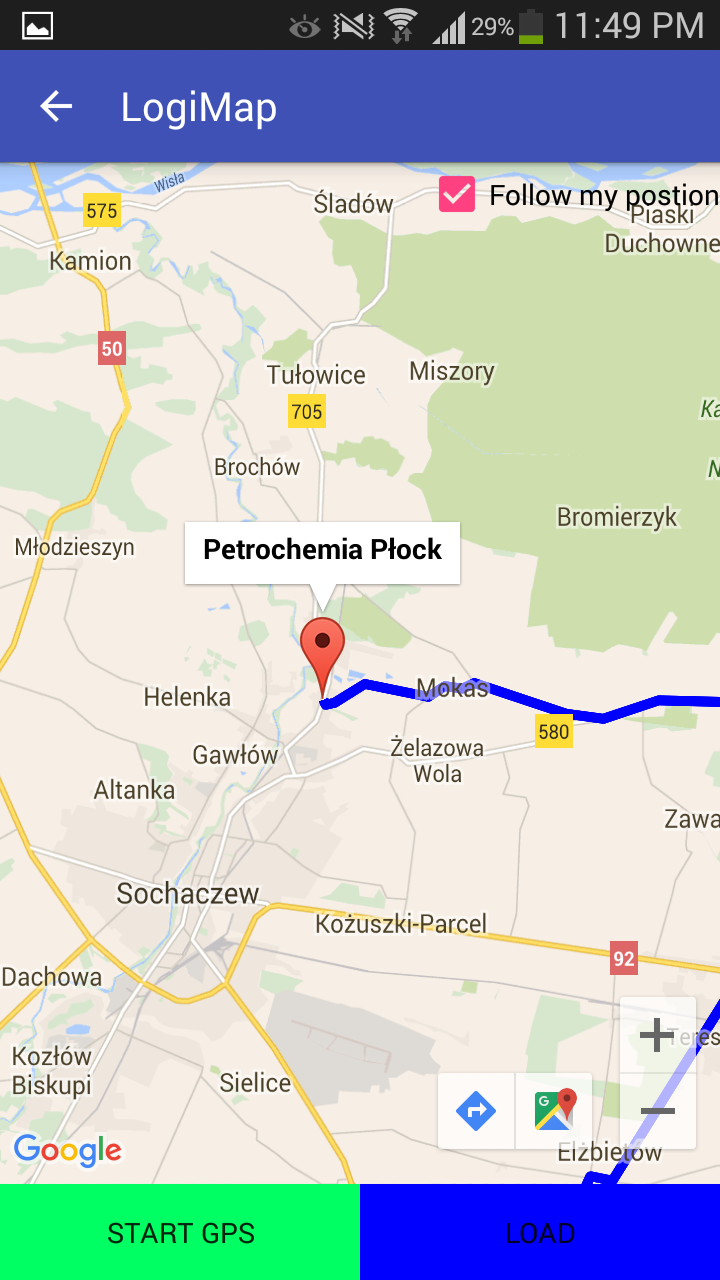 29% 11:49 PM
LogiMap
Wisła
575
Śladów
Follow my postion
Piaski
Duchowne
Kamion
50
Tułowice
Miszory
705
Brochów
Bromierzyk
Młodzieszyn
Petrochemia Płock
Helenka
Mokas
580
Gawłów
Żelazowa
Wola
Altanka
Zawa
Sochaczew
Kożuszki-Parcel
92
Dachowa
Teres
Kozłów
Biskupi
Sielice
G
Elżbietów
Google
START GPS
LOAD